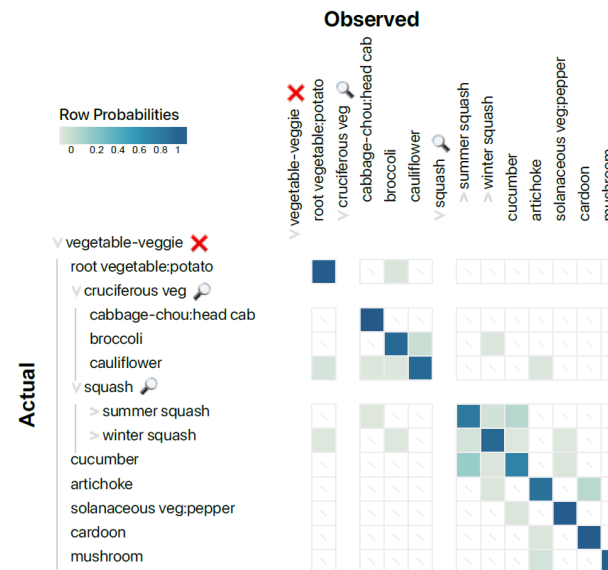 Observed
Row Probabilities
0 0.2 0.4 0.6 0.8 1
vegetable-veggie
root vegetable:potato
cruciferous veg
cabbage-chou:head cab
broccoli
cauliflower
squash
summer squash
winter squash
cucumber
artichoke
solanaceous veg:pepper
cardoon
Actual
vegetable-veggie
root vegetable:potato
cruciferous veg
cabbage-chou:head cab
broccoli
cauliflower
squash
summer squash
winter squash
cucumber
artichoke
solanaceous veg:pepper
cardoon
mushroom